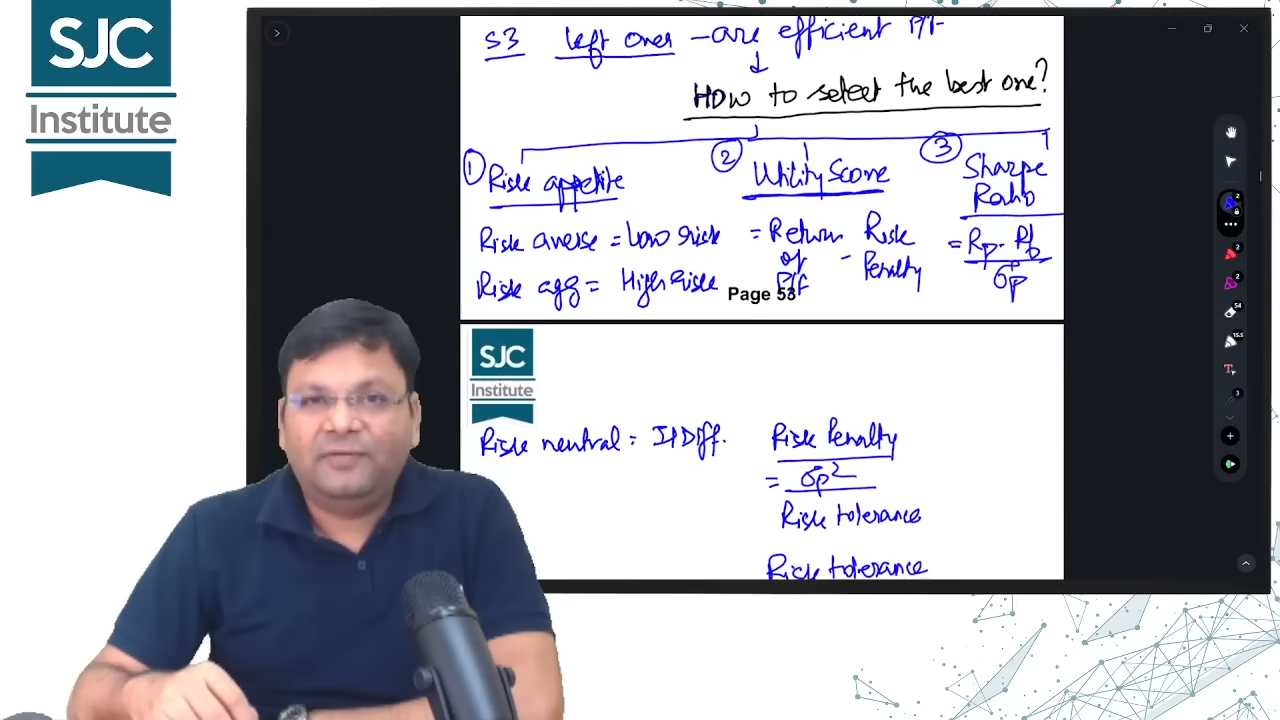 SJC
Institute
S3 left over - are efficient P/F
How to select the best one?
① Risk appetite
Risk averse = Low risk
Risk agg = High Risk
② Utility Score
= Return of P/F - Risk Penalty
③ Sharpe Ratio
= Rp - Rf
σp
Page 53
SJC
Institute
Risk neutral = InDiff.
Risk Penalty
= σp²
Risk tolerance
Risk tolerance